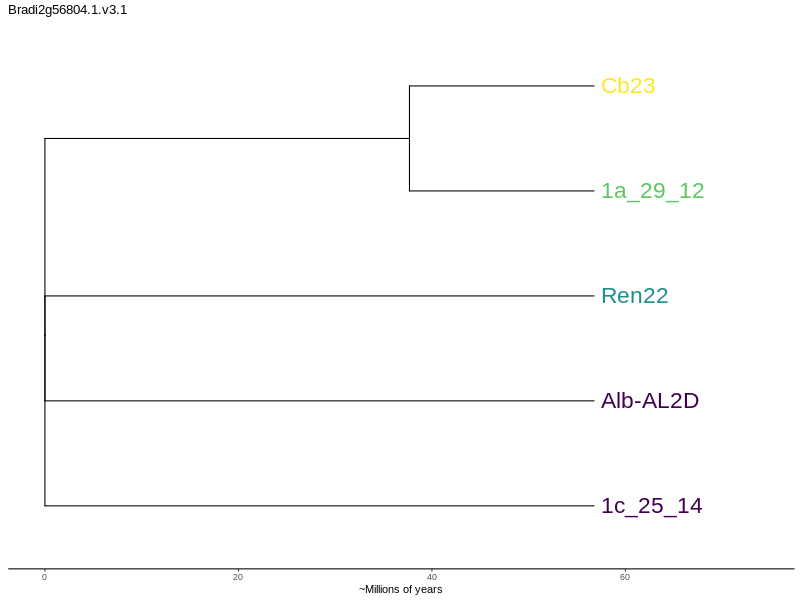 Bradi2g56804.1.v3.1
Cb23
1a_29_12
Ren22
Alb-AL2D
1c_25_14
0 20 40 60
~Millions of years